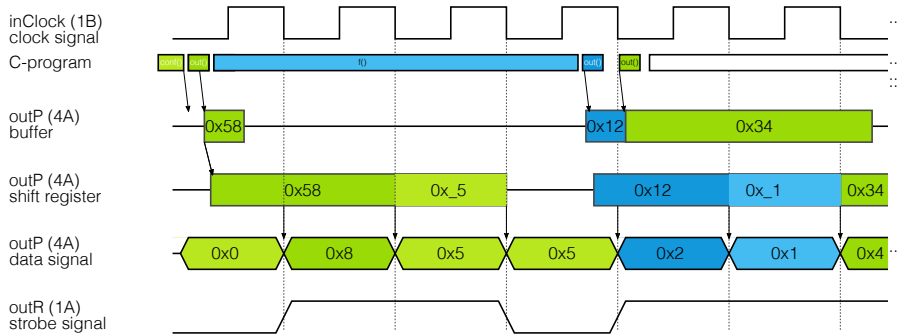 inClock (1B)
clock signal
C-program
conf() out() f() out() out()
outP (4A)
buffer
0x58 0x12 0x34
outP (4A)
shift register
0x58 0x_5 0x12 0x_1 0x34
outP (4A)
data signal
0x0 0x8 0x5 0x5 0x2 0x1 0x4
outR (1A)
strobe signal